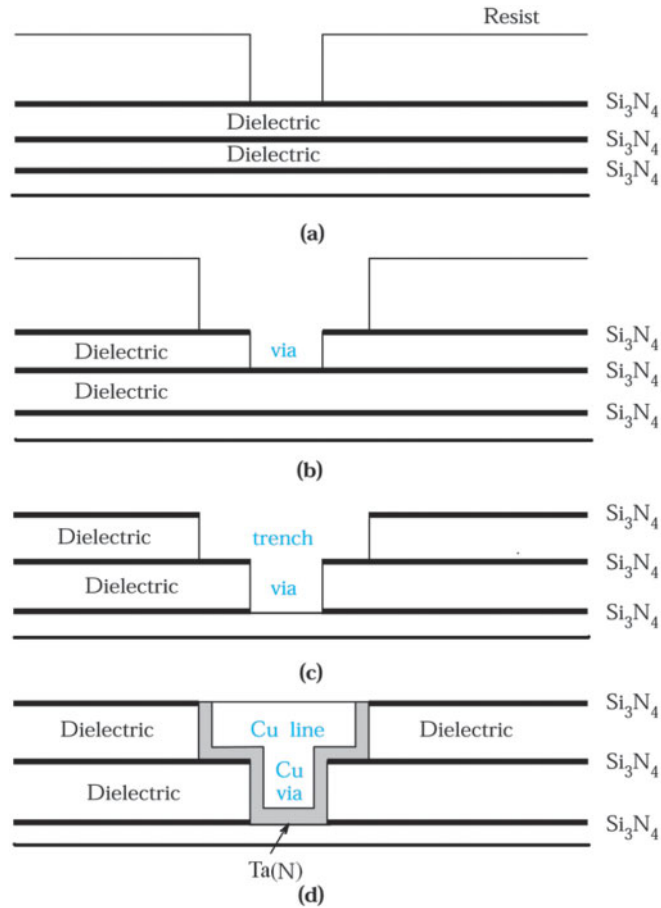 Resist
Si₃N₄
Dielectric
Si₃N₄
Dielectric
Si₃N₄
(a)
Si₃N₄
Dielectric via
Si₃N₄
Dielectric
Si₃N₄
(b)
Si₃N₄
Dielectric trench
Si₃N₄
Dielectric via
Si₃N₄
(c)
Si₃N₄
Dielectric Cu line Dielectric
Si₃N₄
Cu
Dielectric via
Si₃N₄
Ta(N)
(d)